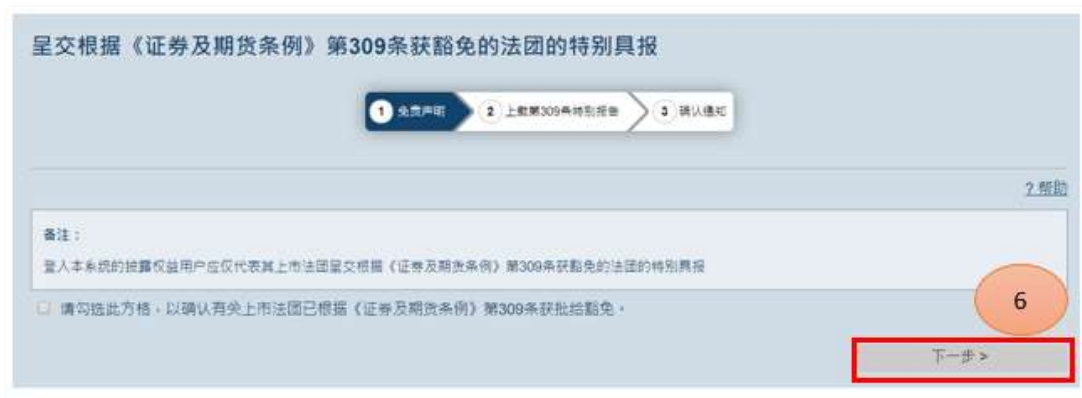 呈交根据《证券及期货条例》第309条获豁免的法团的特别具报
1 免责声明 2 上载第309条特别报告 3 确认通知
? 帮助
备注：
登入本系统的披露权益用户应仅代表其上市法团呈交根据《证券及期货条例》第309条获豁免的法团的特别具报
请勾选此方格，以确认有关上市法团已根据《证券及期货条例》第309条获批给豁免。
6
下一步 >